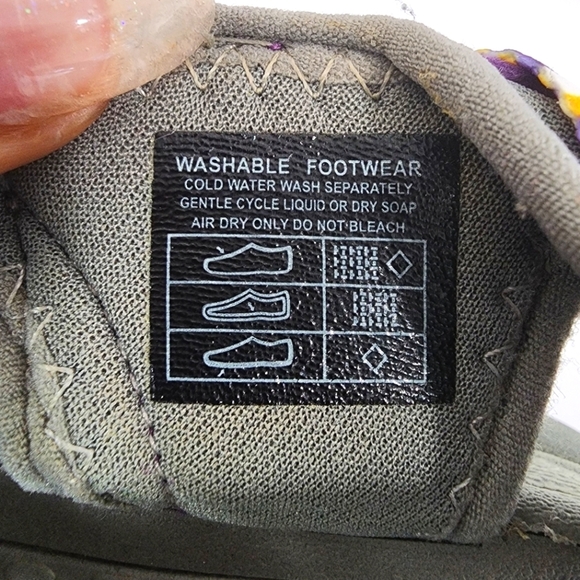 WASHABLE FOOTWEAR
COLD WATER WASH SEPARATELY
GENTLE CYCLE LIQUID OR DRY SOAP
AIR DRY ONLY DO NOT BLEACH